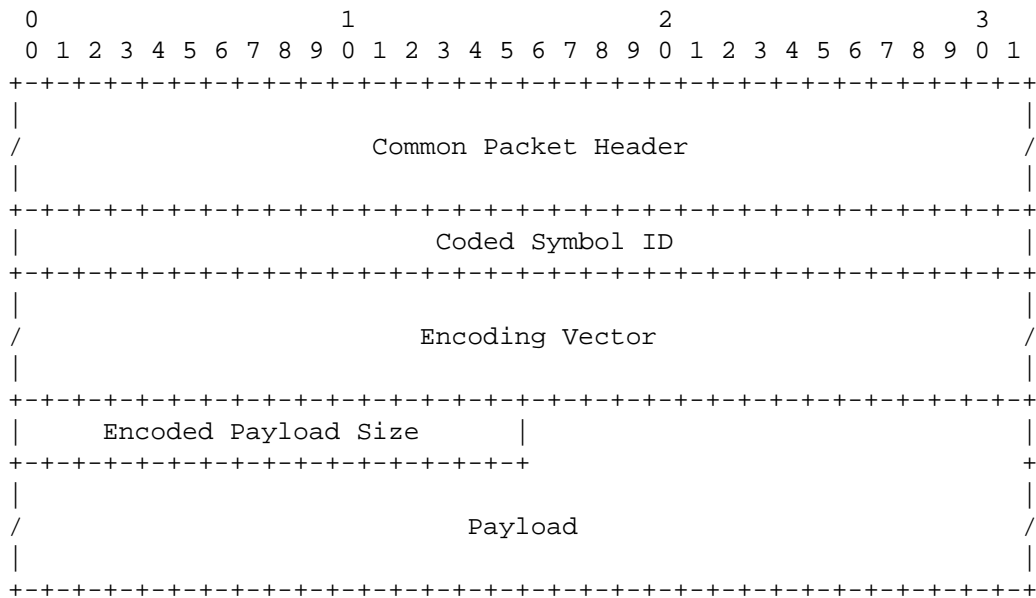 0                   1                   2                   3
 0 1 2 3 4 5 6 7 8 9 0 1 2 3 4 5 6 7 8 9 0 1 2 3 4 5 6 7 8 9 0 1
+-+-+-+-+-+-+-+-+-+-+-+-+-+-+-+-+-+-+-+-+-+-+-+-+-+-+-+-+-+-+-+-+
|                                                               |
/                      Common Packet Header                     /
|                                                               |
+-+-+-+-+-+-+-+-+-+-+-+-+-+-+-+-+-+-+-+-+-+-+-+-+-+-+-+-+-+-+-+-+
|                          Coded Symbol ID                      |
+-+-+-+-+-+-+-+-+-+-+-+-+-+-+-+-+-+-+-+-+-+-+-+-+-+-+-+-+-+-+-+-+
|                                                               |
/                         Encoding Vector                       /
|                                                               |
+-+-+-+-+-+-+-+-+-+-+-+-+-+-+-+-+-+-+-+-+-+-+-+-+-+-+-+-+-+-+-+-+
|     Encoded Payload Size      |                               |
+-+-+-+-+-+-+-+-+-+-+-+-+-+-+-+-+                               +
|                                                               |
/                            Payload                            /
|                                                               |
+-+-+-+-+-+-+-+-+-+-+-+-+-+-+-+-+-+-+-+-+-+-+-+-+-+-+-+-+-+-+-+-+